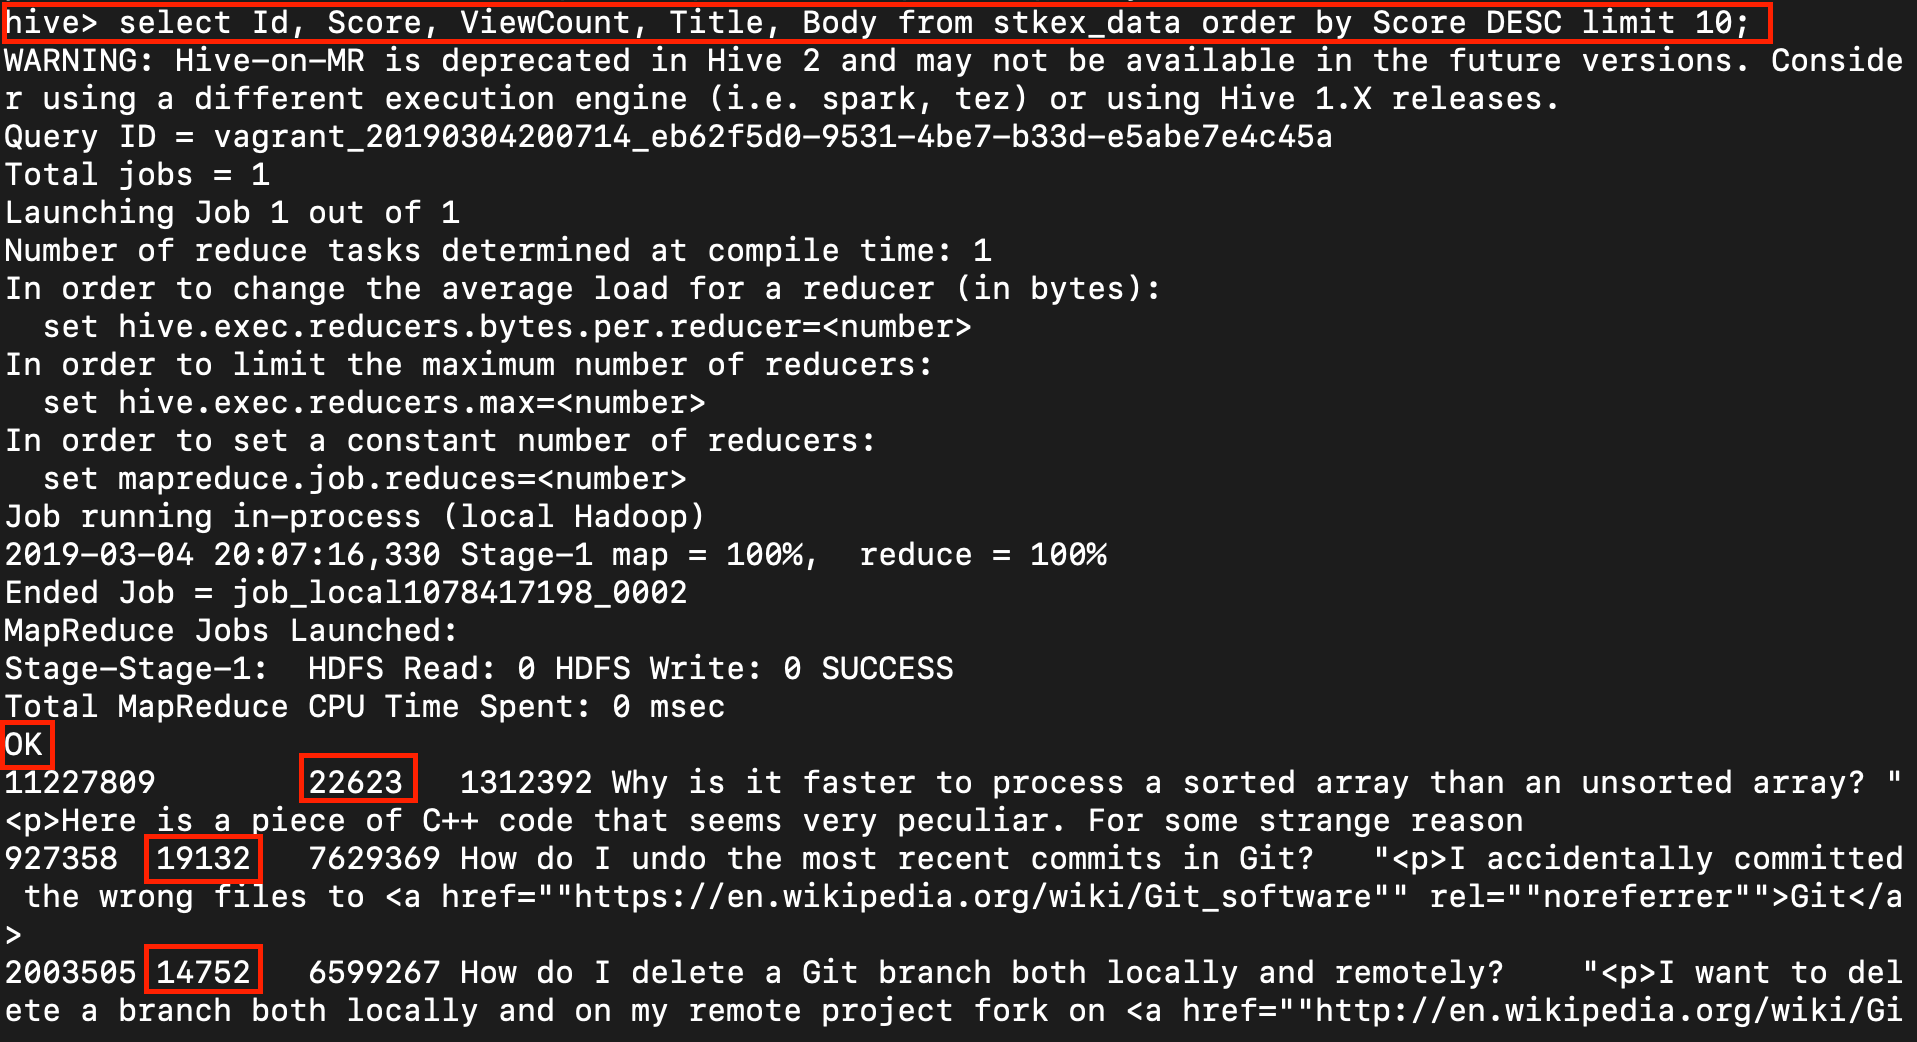 hive> select Id, Score, ViewCount, Title, Body from stkex_data order by Score DESC limit 10;
WARNING: Hive-on-MR is deprecated in Hive 2 and may not be available in the future versions. Conside
r using a different execution engine (i.e. spark, tez) or using Hive 1.X releases.
Query ID = vagrant_20190304200714_eb62f5d0-9531-4be7-b33d-e5abe7e4c45a
Total jobs = 1
Launching Job 1 out of 1
Number of reduce tasks determined at compile time: 1
In order to change the average load for a reducer (in bytes):
  set hive.exec.reducers.bytes.per.reducer=<number>
In order to limit the maximum number of reducers:
  set hive.exec.reducers.max=<number>
In order to set a constant number of reducers:
  set mapreduce.job.reduces=<number>
Job running in-process (local Hadoop)
2019-03-04 20:07:16,330 Stage-1 map = 100%,  reduce = 100%
Ended Job = job_local1078417198_0002
MapReduce Jobs Launched:
Stage-Stage-1:  HDFS Read: 0 HDFS Write: 0 SUCCESS
Total MapReduce CPU Time Spent: 0 msec
OK
11227809        22623   1312392 Why is it faster to process a sorted array than an unsorted array? "
<p>Here is a piece of C++ code that seems very peculiar. For some strange reason
927358  19132   7629369 How do I undo the most recent commits in Git?   "<p>I accidentally committed
 the wrong files to <a href=""https://en.wikipedia.org/wiki/Git_software"" rel=""noreferrer"">Git</a
>
2003505 14752   6599267 How do I delete a Git branch both locally and remotely?    "<p>I want to del
ete a branch both locally and on my remote project fork on <a href=""http://en.wikipedia.org/wiki/Gi